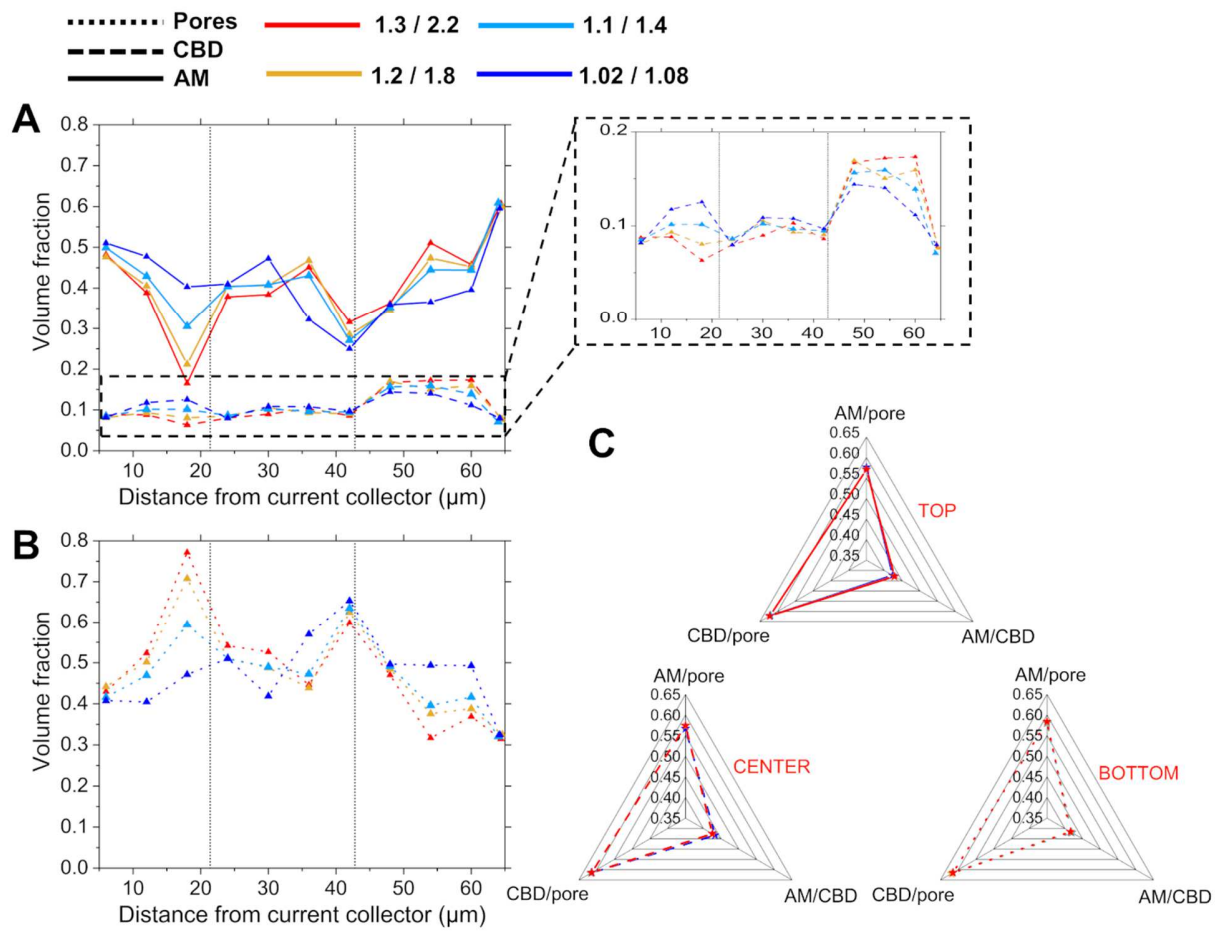 Pores
CBD
AM
1.3 / 2.2
1.2 / 1.8
1.1 / 1.4
1.02 / 1.08
A
Volume fraction
0.8
0.7
0.6
0.5
0.4
0.3
0.2
0.1
0.0
10 20 30 40 50 60
Distance from current collector (µm)
0.2
0.1
0.0
10 20 30 40 50 60
B
Volume fraction
0.8
0.7
0.6
0.5
0.4
0.3
0.2
0.1
0.0
10 20 30 40 50 60
Distance from current collector (µm)
C
AM/pore
0.65
0.60
0.55
0.50
0.45
0.40
0.35
TOP
CBD/pore
AM/CBD
AM/pore
0.65
0.60
0.55
0.50
0.45
0.40
0.35
CENTER
CBD/pore
AM/CBD
AM/pore
0.65
0.60
0.55
0.50
0.45
0.40
0.35
BOTTOM
CBD/pore
AM/CBD